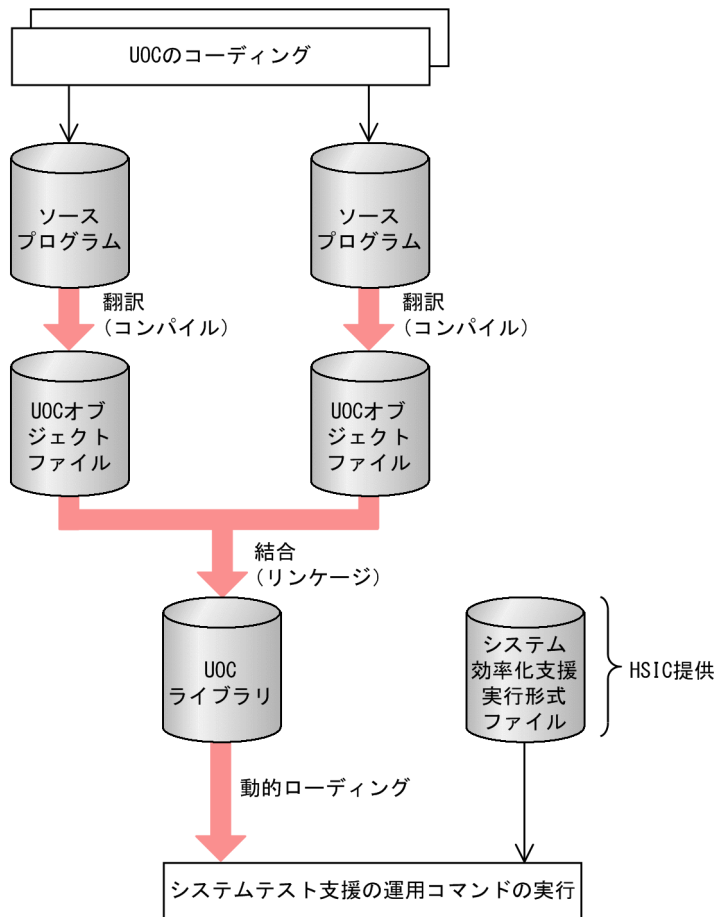 UOCのコーディング
ソース
プログラム
ソース
プログラム
翻訳
(コンパイル)
翻訳
(コンパイル)
UOCオブ
ジェクト
ファイル
UOCオブ
ジェクト
ファイル
結合
(リンケージ)
UOC
ライブラリ
システム
効率化支援
実行形式
ファイル
HSIC提供
動的ローディング
システムテスト支援の運用コマンドの実行